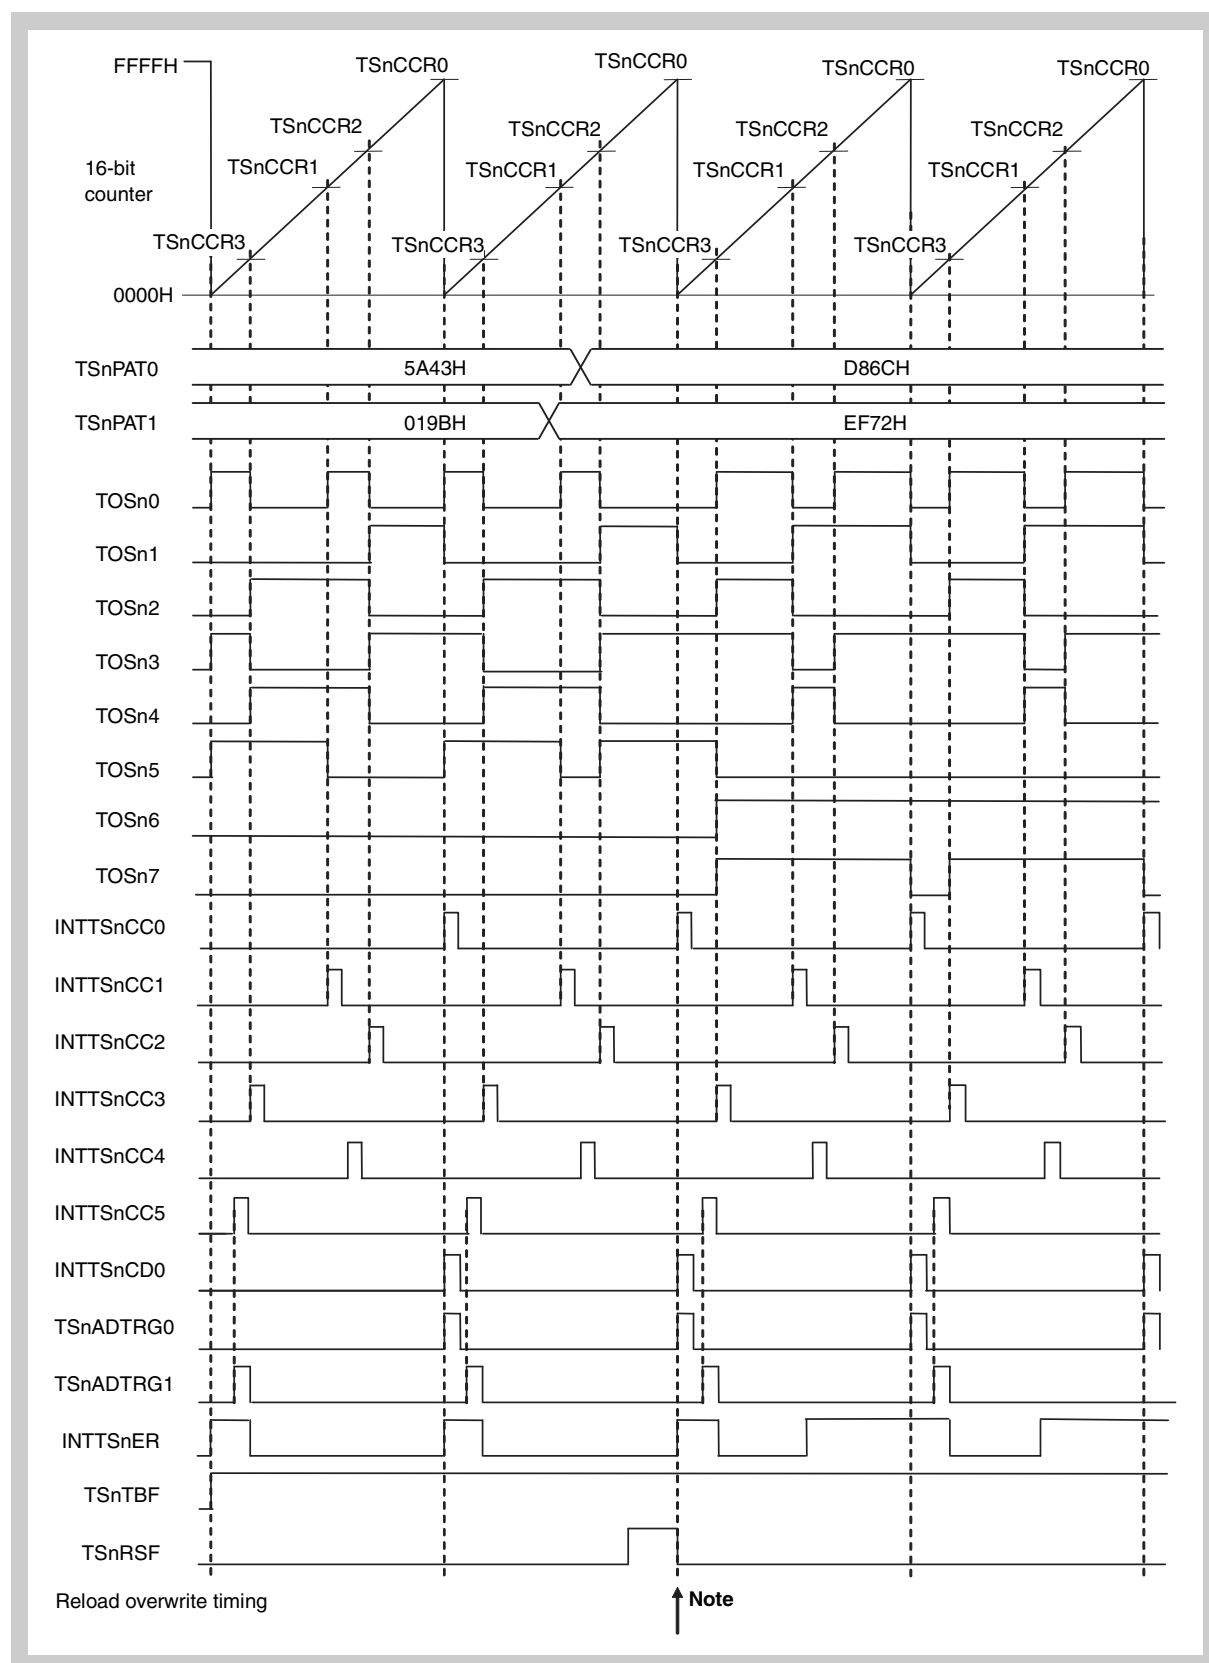 FFFFH
TSnCCR0
TSnCCR0
TSnCCR0
TSnCCR0
TSnCCR2
TSnCCR2
TSnCCR2
TSnCCR2
16-bit
counter
TSnCCR1
TSnCCR1
TSnCCR1
TSnCCR1
TSnCCR3
TSnCCR3
TSnCCR3
TSnCCR3
0000H
TSnPAT0 5A43H D86CH
TSnPAT1 019BH EF72H
TOSn0
TOSn1
TOSn2
TOSn3
TOSn4
TOSn5
TOSn6
TOSn7
INTTSnCC0
INTTSnCC1
INTTSnCC2
INTTSnCC3
INTTSnCC4
INTTSnCC5
INTTSnCD0
TSnADTRG0
TSnADTRG1
INTTSnER
TSnTBF
TSnRSF
Reload overwrite timing Note